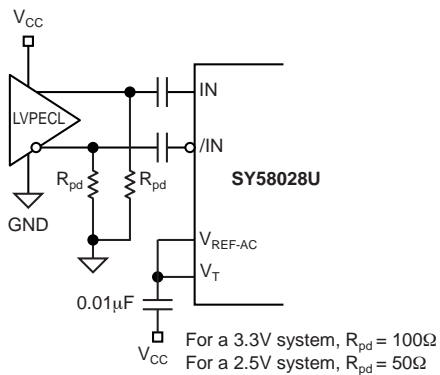 VCC
LVPECL
IN
/IN
SY58028U
Rpd
Rpd
GND
VREF-AC
VT
0.01µF
VCC
For a 3.3V system, Rpd = 100Ω
For a 2.5V system, Rpd = 50Ω